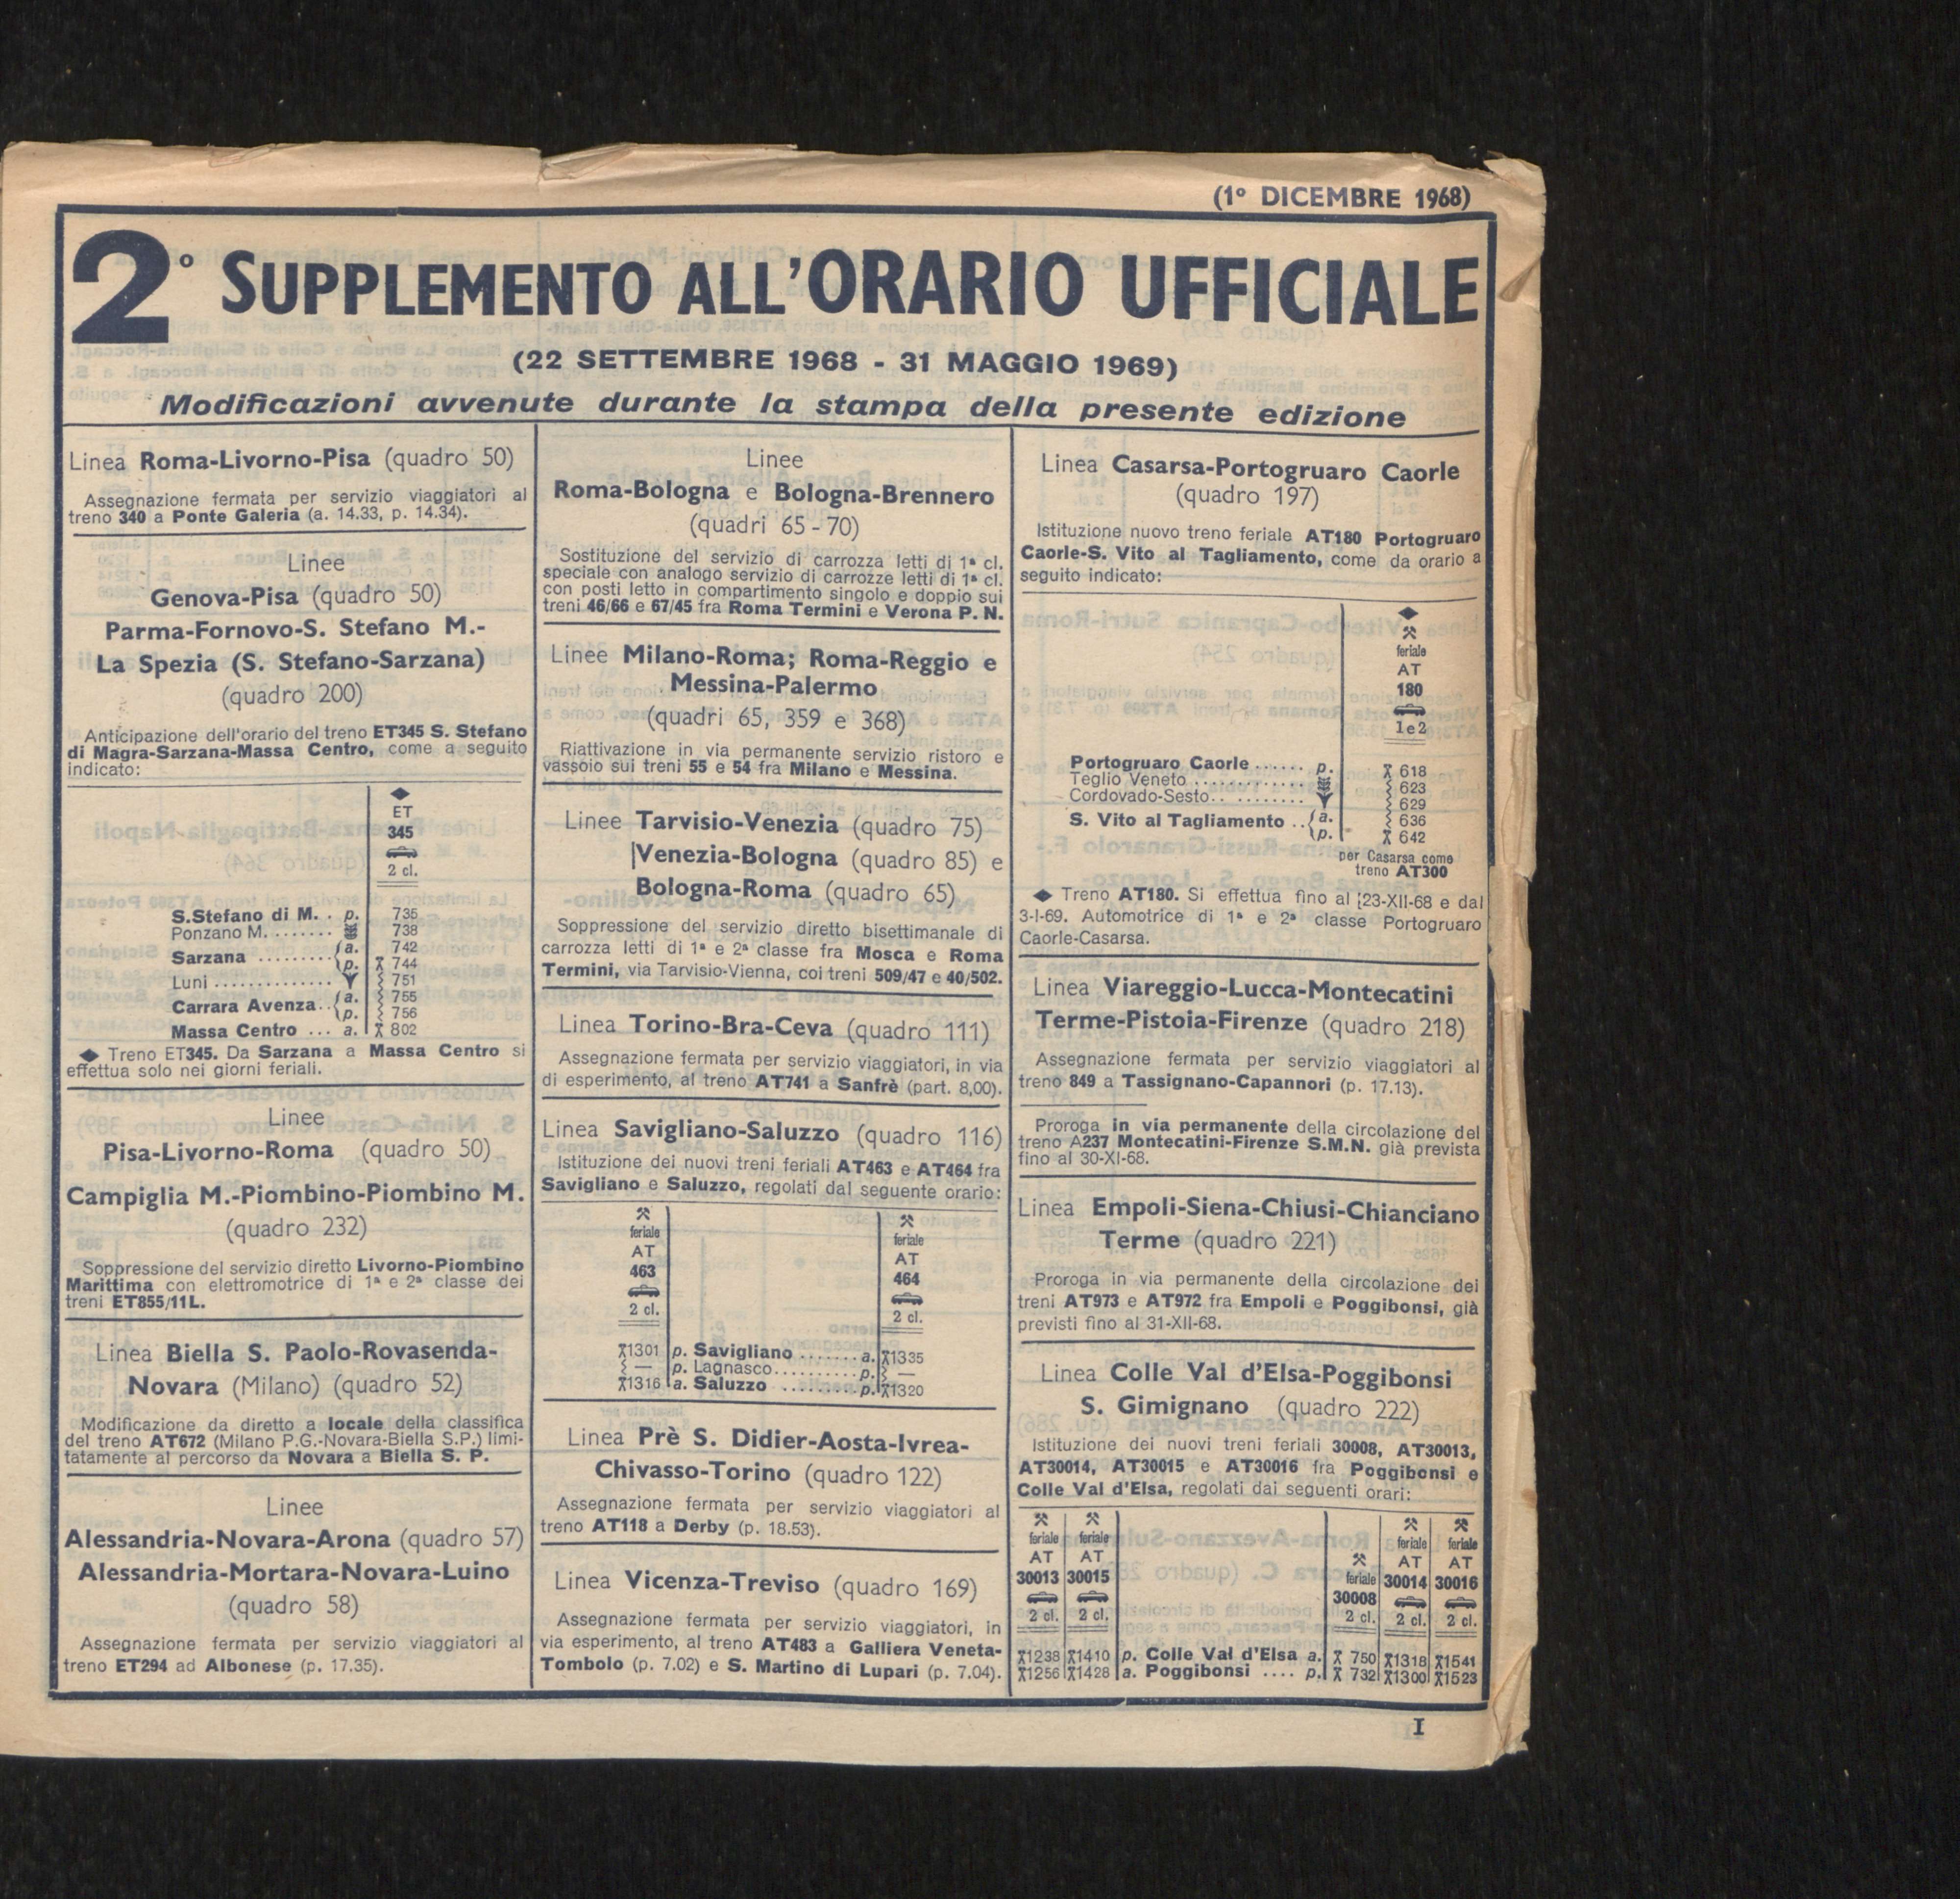 (1º DICEMBRE 1968)
2º SUPPLEMENTO ALL'ORARIO UFFICIALE
(22 SETTEMBRE 1968 - 31 MAGGIO 1969)
Modificazioni avvenute durante la stampa della presente edizione
Linea Roma-Livorno-Pisa (quadro 50)
Assegnazione fermata per servizio viaggiatori al
treno 340 a Ponte Galeria (a. 14.33, p. 14.34).
Linee
Genova-Pisa (quadro 50)
Parma-Fornovo-S. Stefano M.-
La Spezia (S. Stefano-Sarzana)
(quadro 200)
Anticipazione dell'orario del treno ET345 S. Stefano
di Magra-Sarzana-Massa Centro, come a seguito
indicato:
◆
ET
345
2 cl.
S.Stefano di M. . p. 735
Ponzano M. ....... 738
Sarzana ......... a. 742
p. 744
Luni .............. 751
Carrara Avenza.. a. 755
p. 756
Massa Centro ... a. 802
◆ Treno ET345. Da Sarzana a Massa Centro si
effettua solo nei giorni feriali.
Linee
Pisa-Livorno-Roma (quadro 50)
Campiglia M.-Piombino-Piombino M.
(quadro 232)
Soppressione del servizio diretto Livorno-Piombino
Marittima con elettromotrice di 1ª e 2ª classe dei
treni ET855/11L.
Linea Biella S. Paolo-Rovasenda-
Novara (Milano) (quadro 52)
Modificazione da diretto a locale della classifica
del treno AT672 (Milano P.G.-Novara-Biella S.P.) limi-
tatamente al percorso da Novara a Biella S. P.
Linee
Alessandria-Novara-Arona (quadro 57)
Alessandria-Mortara-Novara-Luino
(quadro 58)
Assegnazione fermata per servizio viaggiatori al
treno ET294 ad Albonese (p. 17.35).
Linee
Roma-Bologna e Bologna-Brennero
(quadri 65 - 70)
Sostituzione del servizio di carrozza letti di 1ª cl.
speciale con analogo servizio di carrozze letti di 1ª cl.
con posti letto in compartimento singolo e doppio sui
treni 46/66 e 67/45 fra Roma Termini e Verona P. N.
Linee Milano-Roma; Roma-Reggio e
Messina-Palermo
(quadri 65, 359 e 368)
Riattivazione in via permanente servizio ristoro e
vassoio sui treni 55 e 54 fra Milano e Messina.
Linee Tarvisio-Venezia (quadro 75)
Venezia-Bologna (quadro 85) e
Bologna-Roma (quadro 65)
Soppressione del servizio diretto bisettimanale di
carrozza letti di 1ª e 2ª classe fra Mosca e Roma
Termini, via Tarvisio-Vienna, coi treni 509/47 e 40/502.
Linea Torino-Bra-Ceva (quadro 111)
Assegnazione fermata per servizio viaggiatori, in via
di esperimento, al treno AT741 a Sanfrè (part. 8,00).
Linea Savigliano-Saluzzo (quadro 116)
Istituzione dei nuovi treni feriali AT463 e AT464 fra
Savigliano e Saluzzo, regolati dal seguente orario:
⚒ ⚒
feriale feriale
AT AT
463 464
2 cl. 2 cl.
1301 p. Savigliano ....... a. 1335
— p. Lagnasco.......... p. —
1316 a. Saluzzo ......... p. 1320
Linea Prè S. Didier-Aosta-Ivrea-
Chivasso-Torino (quadro 122)
Assegnazione fermata per servizio viaggiatori al
treno AT118 a Derby (p. 18.53).
Linea Vicenza-Treviso (quadro 169)
Assegnazione fermata per servizio viaggiatori, in
via esperimento, al treno AT483 a Galliera Veneta-
Tombolo (p. 7.02) e S. Martino di Lupari (p. 7.04).
Linea Casarsa-Portogruaro Caorle
(quadro 197)
Istituzione nuovo treno feriale AT180 Portogruaro
Caorle-S. Vito al Tagliamento, come da orario a
seguito indicato:
◆
⚒
feriale
AT
180
1e2
Portogruaro Caorle ...... p. 618
Teglio Veneto ............ 623
Cordovado-Sesto.. ........ 629
S. Vito al Tagliamento .. a. 636
p. 642
per Casarsa come
treno AT300
◆ Treno AT180. Si effettua fino al 23-XII-68 e dal
3-I-69. Automotrice di 1ª e 2ª classe Portogruaro
Caorle-Casarsa.
Linea Viareggio-Lucca-Montecatini
Terme-Pistoia-Firenze (quadro 218)
Assegnazione fermata per servizio viaggiatori al
treno 849 a Tassignano-Capannori (p. 17.13).
Proroga in via permanente della circolazione del
treno A237 Montecatini-Firenze S.M.N. già prevista
fino al 30-XI-68.
Linea Empoli-Siena-Chiusi-Chianciano
Terme (quadro 221)
Proroga in via permanente della circolazione dei
treni AT973 e AT972 fra Empoli e Poggibonsi, già
previsti fino al 31-XII-68.
Linea Colle Val d'Elsa-Poggibonsi
S. Gimignano (quadro 222)
Istituzione dei nuovi treni feriali 30008, AT30013,
AT30014, AT30015 e AT30016 fra Poggibonsi e
Colle Val d'Elsa, regolati dai seguenti orari:
⚒ ⚒ ⚒ ⚒
feriale feriale feriale feriale
AT AT ⚒ AT AT
30013 30015 feriale 30014 30016
30008
2 cl. 2 cl. 2 cl. 2 cl. 2 cl.
1238 1410 p. Colle Val d'Elsa a. 750 1318 1541
1256 1428 a. Poggibonsi .... p. 732 1300 1523
I